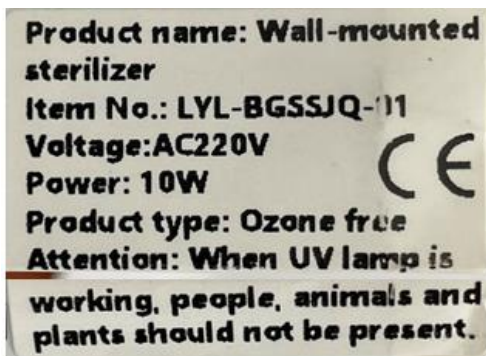 Product name: Wall-mounted
sterilizer
Item No.: LYL-BGSSJQ-01
Voltage:AC220V
Power: 10W
CE
Product type: Ozone free
Attention: When UV lamp is
working, people, animals and
plants should not be present.